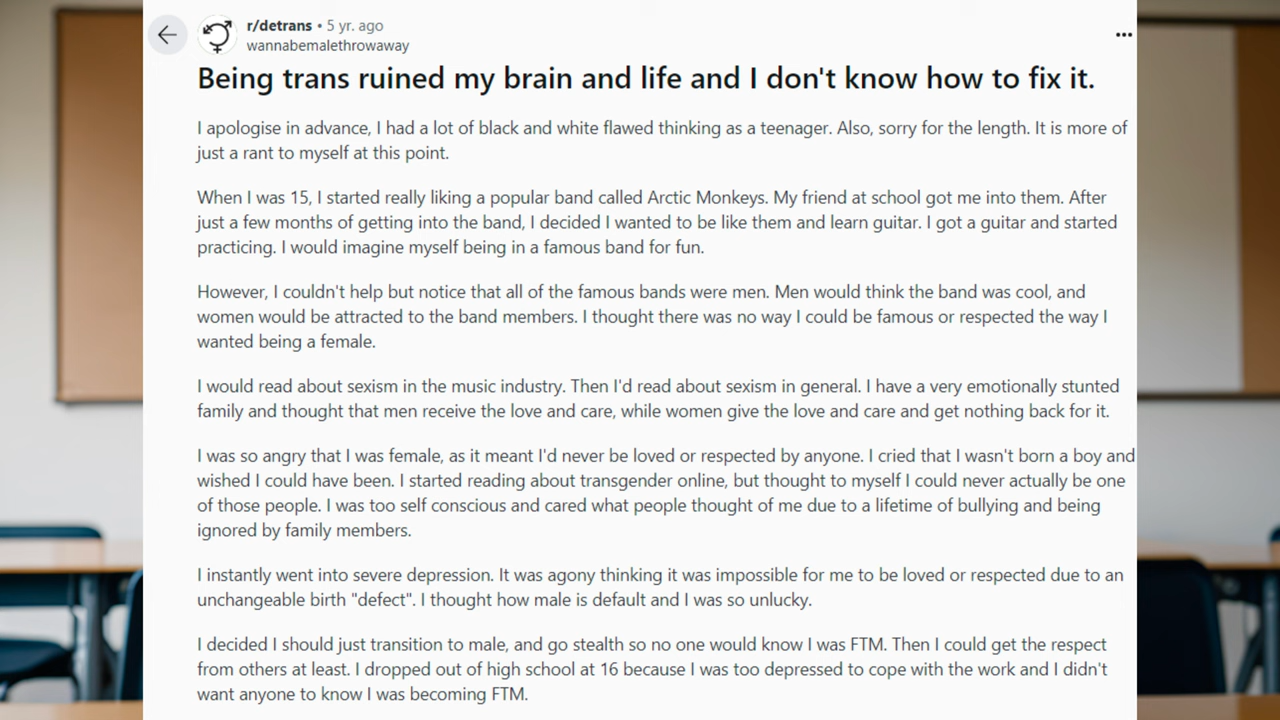 r/detrans • 5 yr. ago
wannabemalethrowaway
Being trans ruined my brain and life and I don't know how to fix it.
I apologise in advance, I had a lot of black and white flawed thinking as a teenager. Also, sorry for the length. It is more of
just a rant to myself at this point.
When I was 15, I started really liking a popular band called Arctic Monkeys. My friend at school got me into them. After
just a few months of getting into the band, I decided I wanted to be like them and learn guitar. I got a guitar and started
practicing. I would imagine myself being in a famous band for fun.
However, I couldn't help but notice that all of the famous bands were men. Men would think the band was cool, and
women would be attracted to the band members. I thought there was no way I could be famous or respected the way I
wanted being a female.
I would read about sexism in the music industry. Then I'd read about sexism in general. I have a very emotionally stunted
family and thought that men receive the love and care, while women give the love and care and get nothing back for it.
I was so angry that I was female, as it meant I'd never be loved or respected by anyone. I cried that I wasn't born a boy and
wished I could have been. I started reading about transgender online, but thought to myself I could never actually be one
of those people. I was too self conscious and cared what people thought of me due to a lifetime of bullying and being
ignored by family members.
I instantly went into severe depression. It was agony thinking it was impossible for me to be loved or respected due to an
unchangeable birth "defect". I thought how male is default and I was so unlucky.
I decided I should just transition to male, and go stealth so no one would know I was FTM. Then I could get the respect
from others at least. I dropped out of high school at 16 because I was too depressed to cope with the work and I didn't
want anyone to know I was becoming FTM.